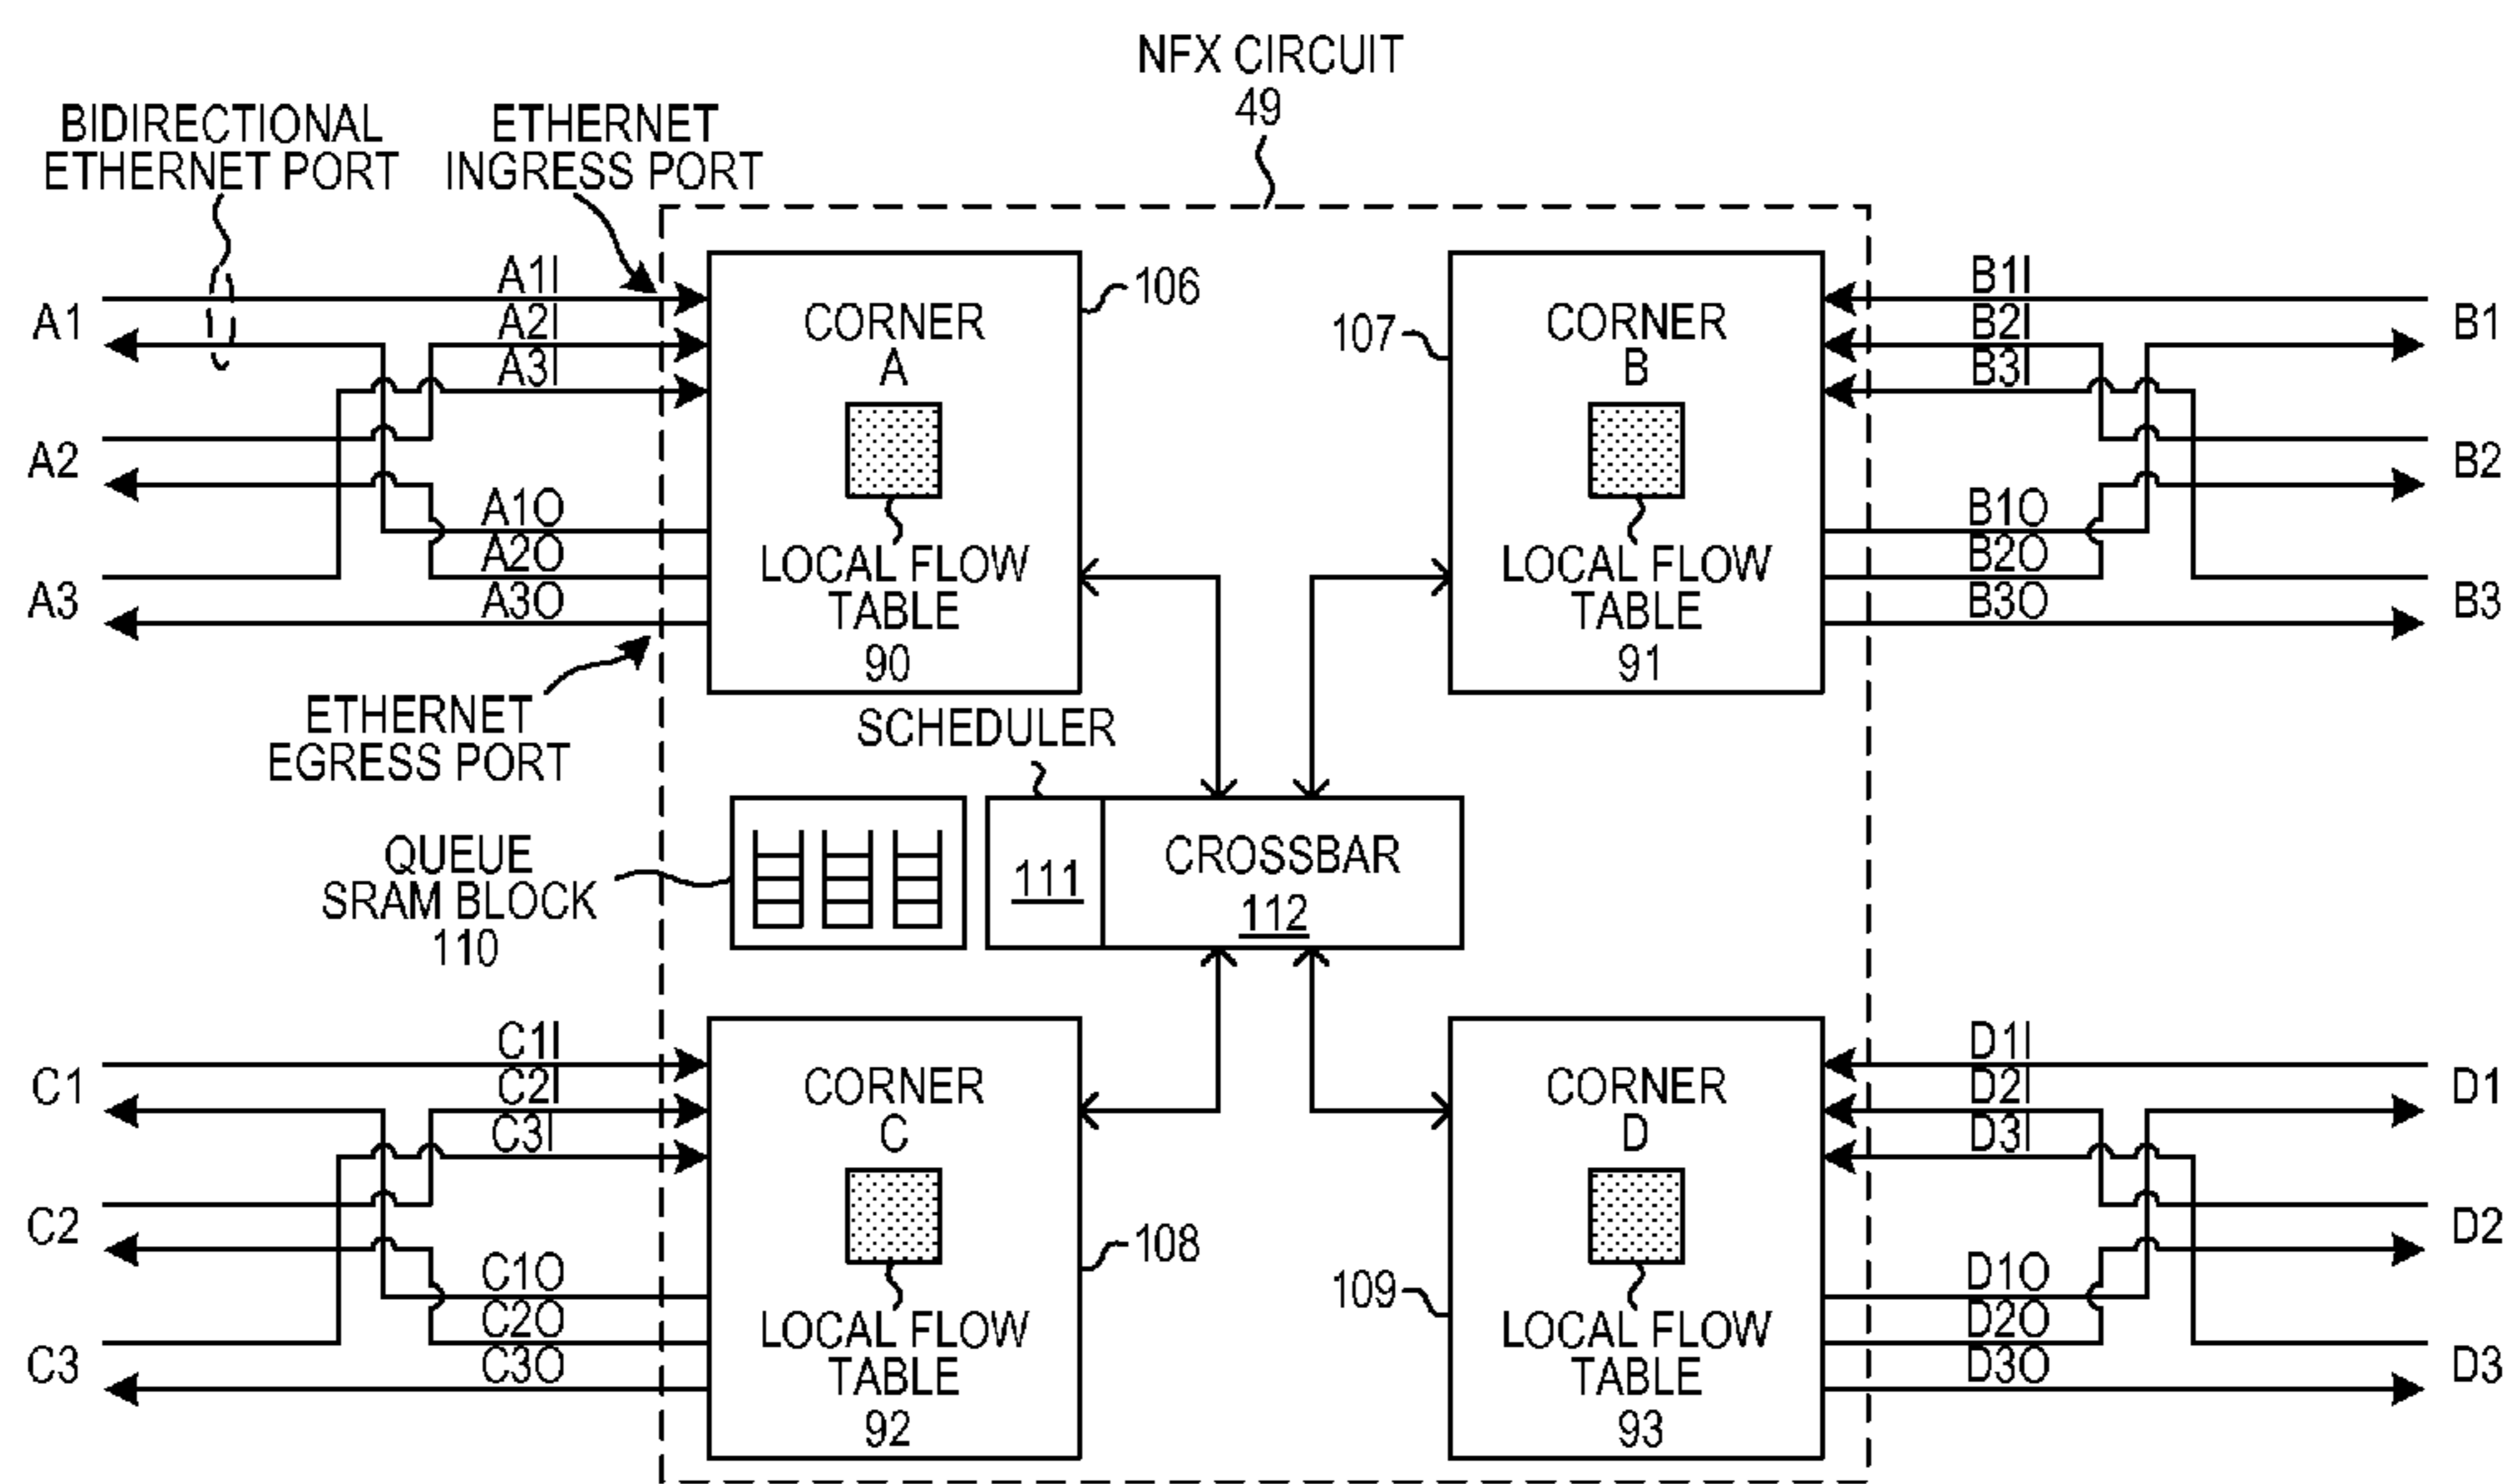 NFX CIRCUIT
49
BIDIRECTIONAL
ETHERNET PORT
ETHERNET
INGRESS PORT
A1
A2
A3
A1I
A2I
A3I
A1O
A2O
A3O
CORNER
A
LOCAL FLOW
TABLE
90
106
107
CORNER
B
LOCAL FLOW
TABLE
91
B1I
B2I
B3I
B1O
B2O
B3O
B1
B2
B3
ETHERNET
EGRESS PORT
SCHEDULER
QUEUE
SRAM BLOCK
110
111
CROSSBAR
112
C1
C2
C3
C1I
C2I
C3I
C1O
C2O
C3O
CORNER
C
LOCAL FLOW
TABLE
92
108
109
CORNER
D
LOCAL FLOW
TABLE
93
D1I
D2I
D3I
D1O
D2O
D3O
D1
D2
D3